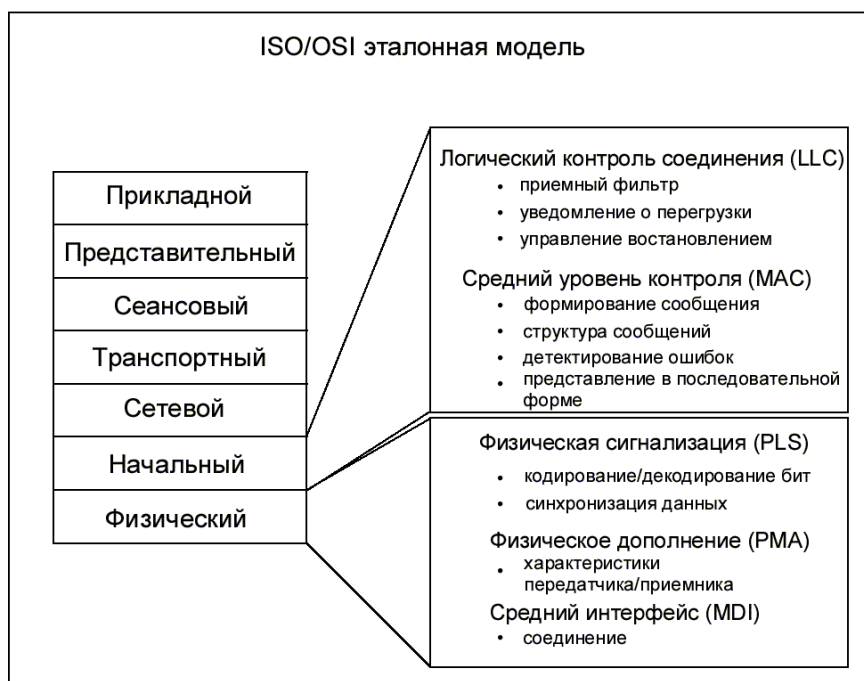 ISO/OSI эталонная модель
Прикладной
Представительный
Сеансовый
Транспортный
Сетевой
Начальный
Физический
Логический контроль соединения (LLC)
• приемный фильтр
• уведомление о перегрузки
• управление востановлением
Средний уровень контроля (MAC)
• формирование сообщения
• структура сообщений
• детектирование ошибок
• представление в последовательной
форме
Физическая сигнализация (PLS)
• кодирование/декодирование бит
• синхронизация данных
Физическое дополнение (PMA)
• характеристики
передатчика/приемника
Средний интерфейс (MDI)
• соединение